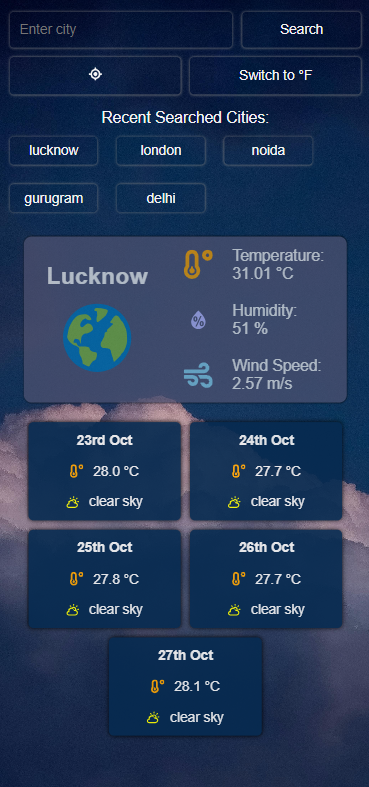 Enter city
Search
Switch to °F
Recent Searched Cities:
lucknow
london
noida
gurugram
delhi
Lucknow
Temperature:
31.01 °C
Humidity:
51 %
Wind Speed:
2.57 m/s
23rd Oct
28.0 °C
clear sky
24th Oct
27.7 °C
clear sky
25th Oct
27.8 °C
clear sky
26th Oct
27.7 °C
clear sky
27th Oct
28.1 °C
clear sky